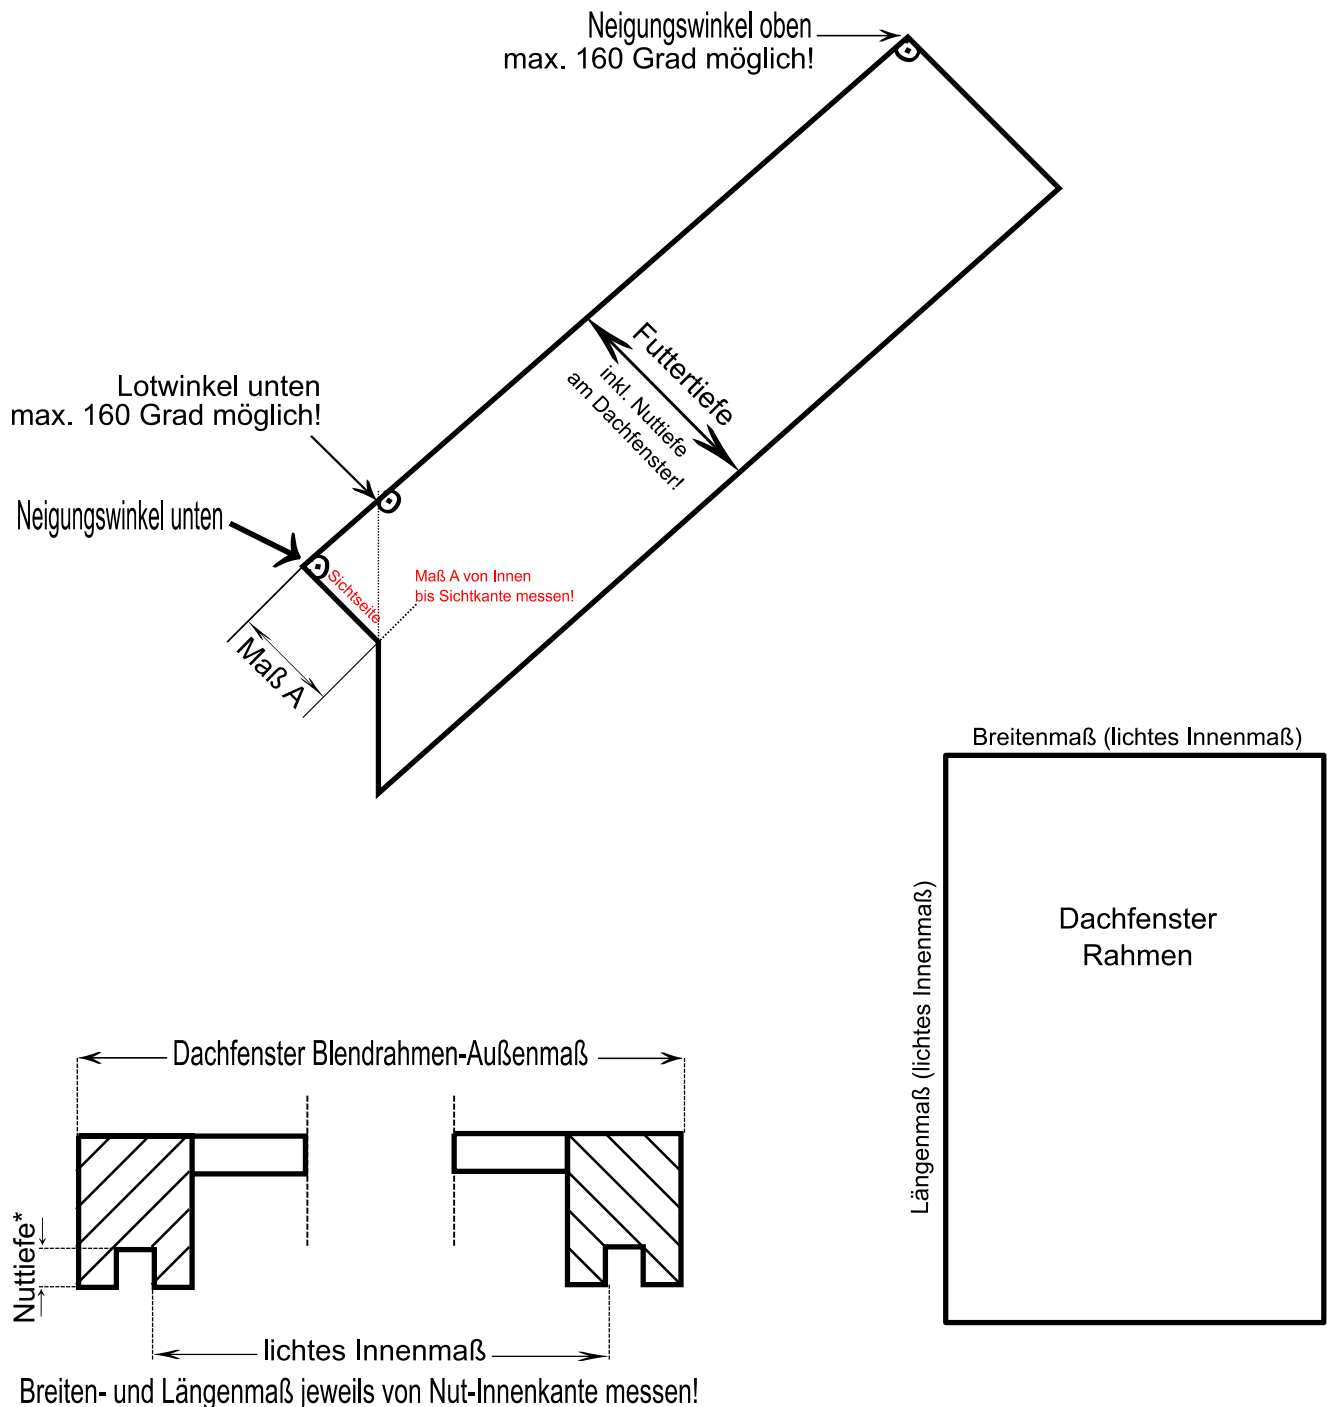 Neigungswinkel oben
max. 160 Grad möglich!
Futtertiefe
inkl. Nuttiefe
am Dachfenster!
Lotwinkel unten
max. 160 Grad möglich!
Neigungswinkel unten
Sichtseite
Maß A von Innen
bis Sichtkante messen!
Maß A
Breitenmaß (lichtes Innenmaß)
Längenmaß (lichtes Innenmaß)
Dachfenster
Rahmen
Dachfenster Blendrahmen-Außenmaß
Nuttiefe*
lichtes Innenmaß
Breiten- und Längenmaß jeweils von Nut-Innenkante messen!